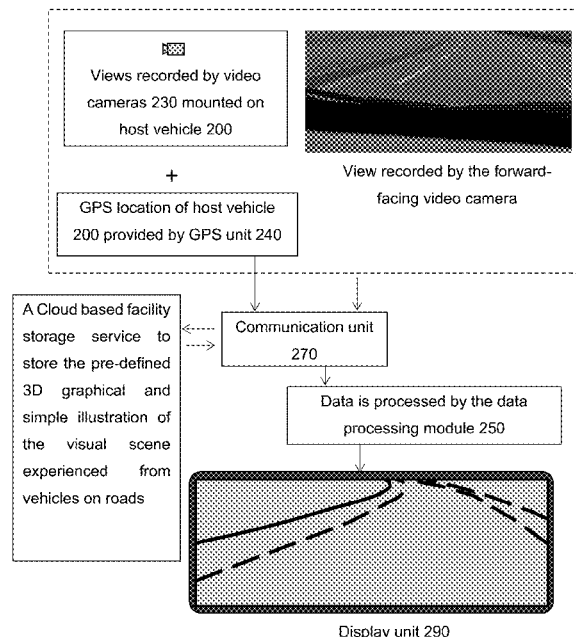 Views recorded by video
cameras 230 mounted on
host vehicle 200
+
View recorded by the forward-
facing video camera
GPS location of host vehicle
200 provided by GPS unit 240
A Cloud based facility
storage service to
store the pre-defined
3D graphical and
simple illustration of
the visual scene
experienced from
vehicles on roads
Communication unit
270
Data is processed by the data
processing module 250
Display unit 290